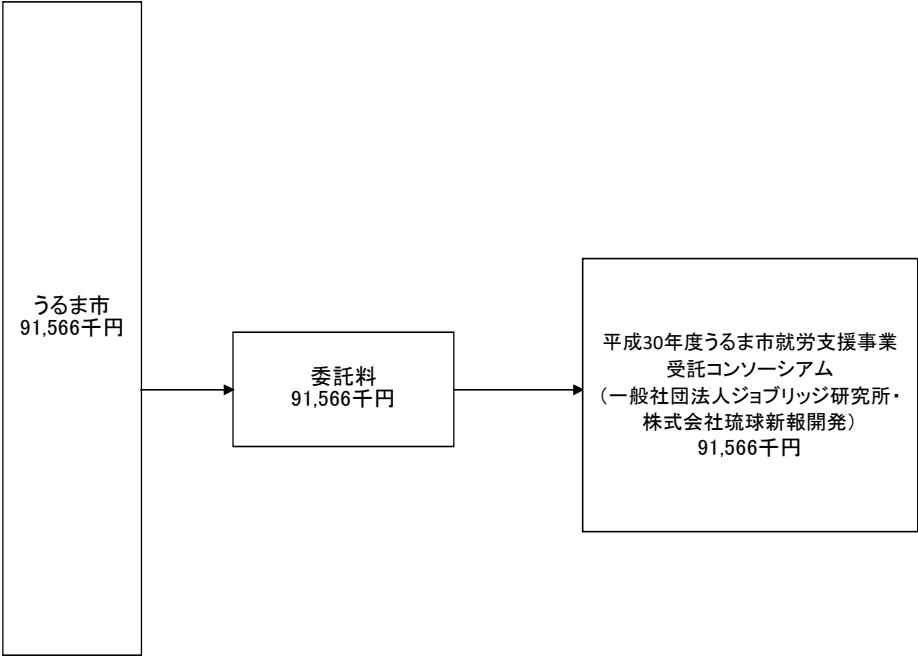 うるま市
91,566千円
委託料
91,566千円
平成30年度うるま市就労支援事業
受託コンソーシアム
（一般社団法人ジョブリッジ研究所・
株式会社琉球新報開発）
91,566千円